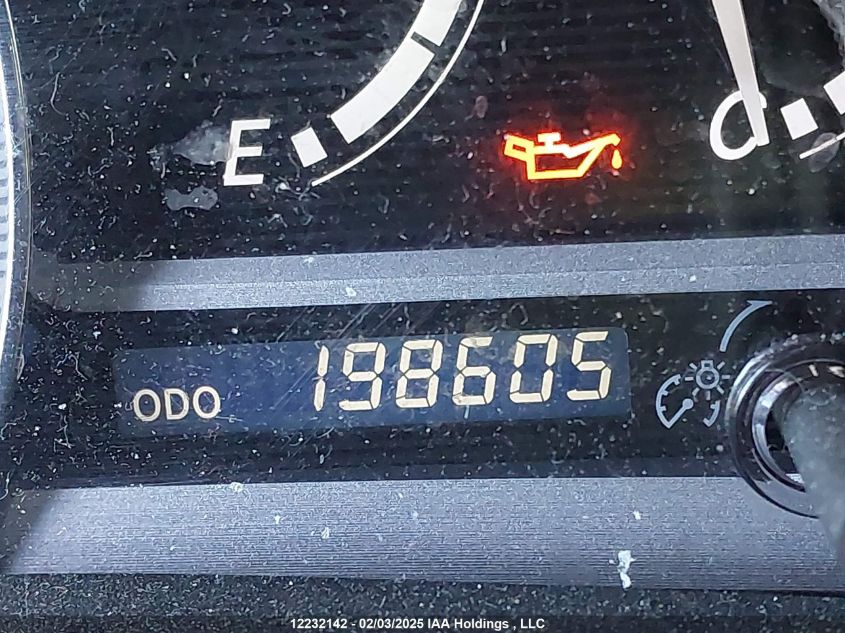 E
C
ODO 198605
12232142 - 02/03/2025 IAA Holdings , LLC